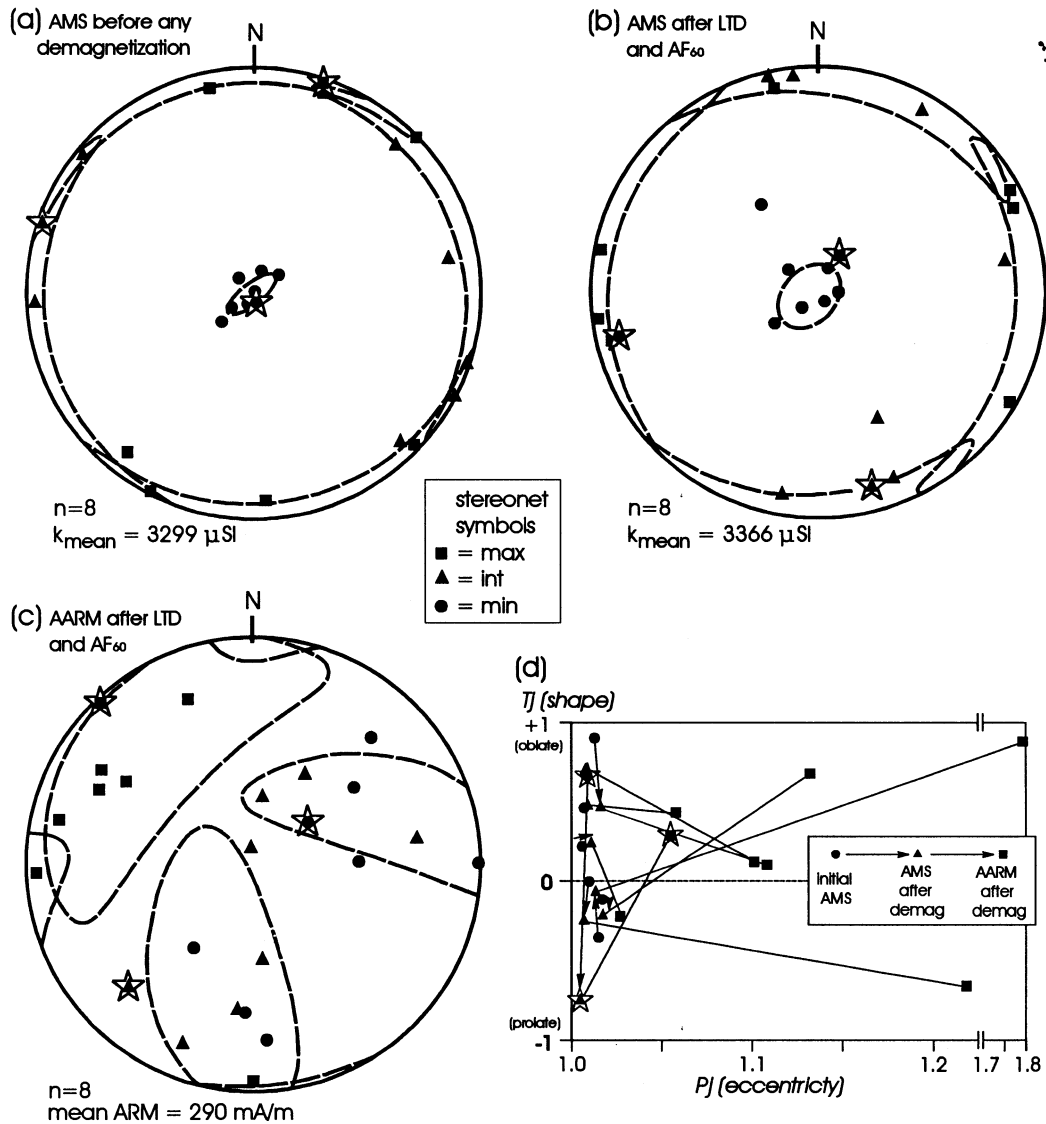 (a) AMS before any
demagnetization
N
n=8
kmean = 3299 µSI
(b) AMS after LTD
and AF60
N
n=8
kmean = 3366 µSI
stereonet
symbols
■ = max
▲ = int
● = min
(c) AARM after LTD
and AF60
N
n=8
mean ARM = 290 mA/m
(d)
TJ (shape)
+1
(oblate)
0
(prolate)
-1
1.0 1.1 1.2 1.7 1.8
PJ (eccentricty)
initial
AMS
AMS
after
demag
AARM
after
demag